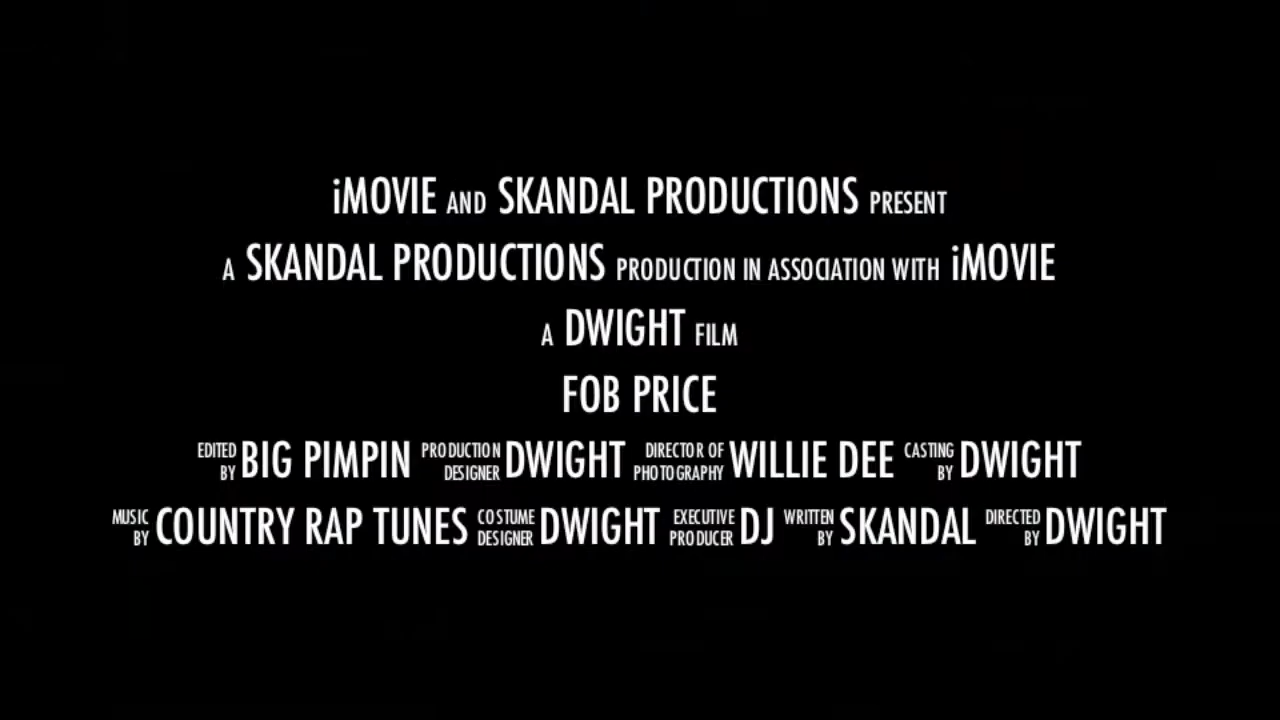 iMOVIE AND SKANDAL PRODUCTIONS PRESENT
A SKANDAL PRODUCTIONS PRODUCTION IN ASSOCIATION WITH iMOVIE
A DWIGHT FILM
FOB PRICE
EDITED BY BIG PIMPIN PRODUCTION DESIGNER DWIGHT DIRECTOR OF PHOTOGRAPHY WILLIE DEE CASTING BY DWIGHT
MUSIC BY COUNTRY RAP TUNES COSTUME DESIGNER DWIGHT EXECUTIVE PRODUCER DJ WRITTEN BY SKANDAL DIRECTED BY DWIGHT